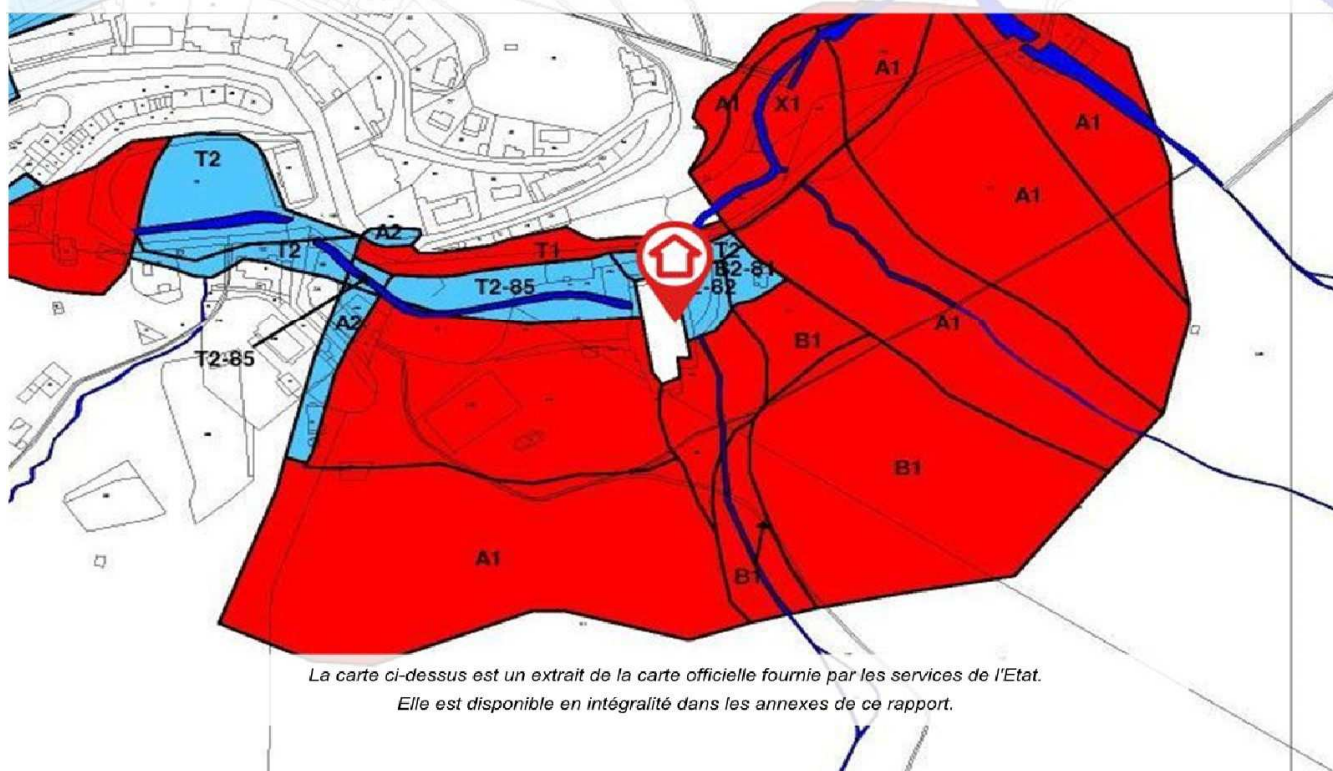 A1
A1
X1
A1
T2
A1
A2
T2
T1
T2
B2-81
T2-85
-82
A2
A1
B1
T2-85
B1
A1
B1
La carte ci-dessus est un extrait de la carte officielle fournie par les services de l'Etat.
Elle est disponible en intégralité dans les annexes de ce rapport.